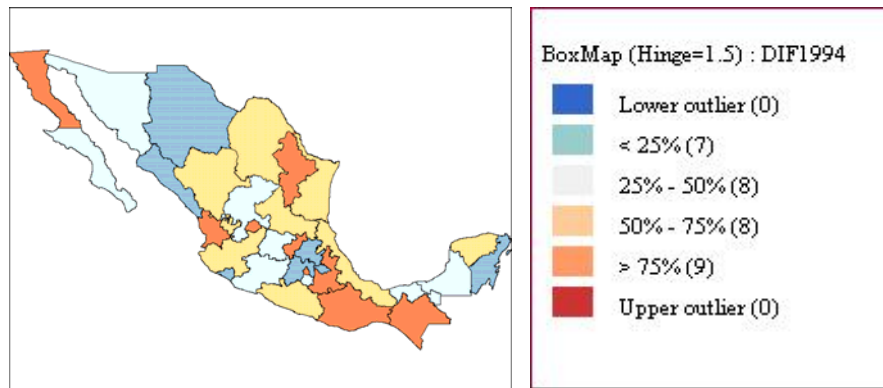 BoxMap (Hinge=1.5) : DIF1994
Lower outlier (0)
< 25% (7)
25% - 50% (8)
50% - 75% (8)
> 75% (9)
Upper outlier (0)